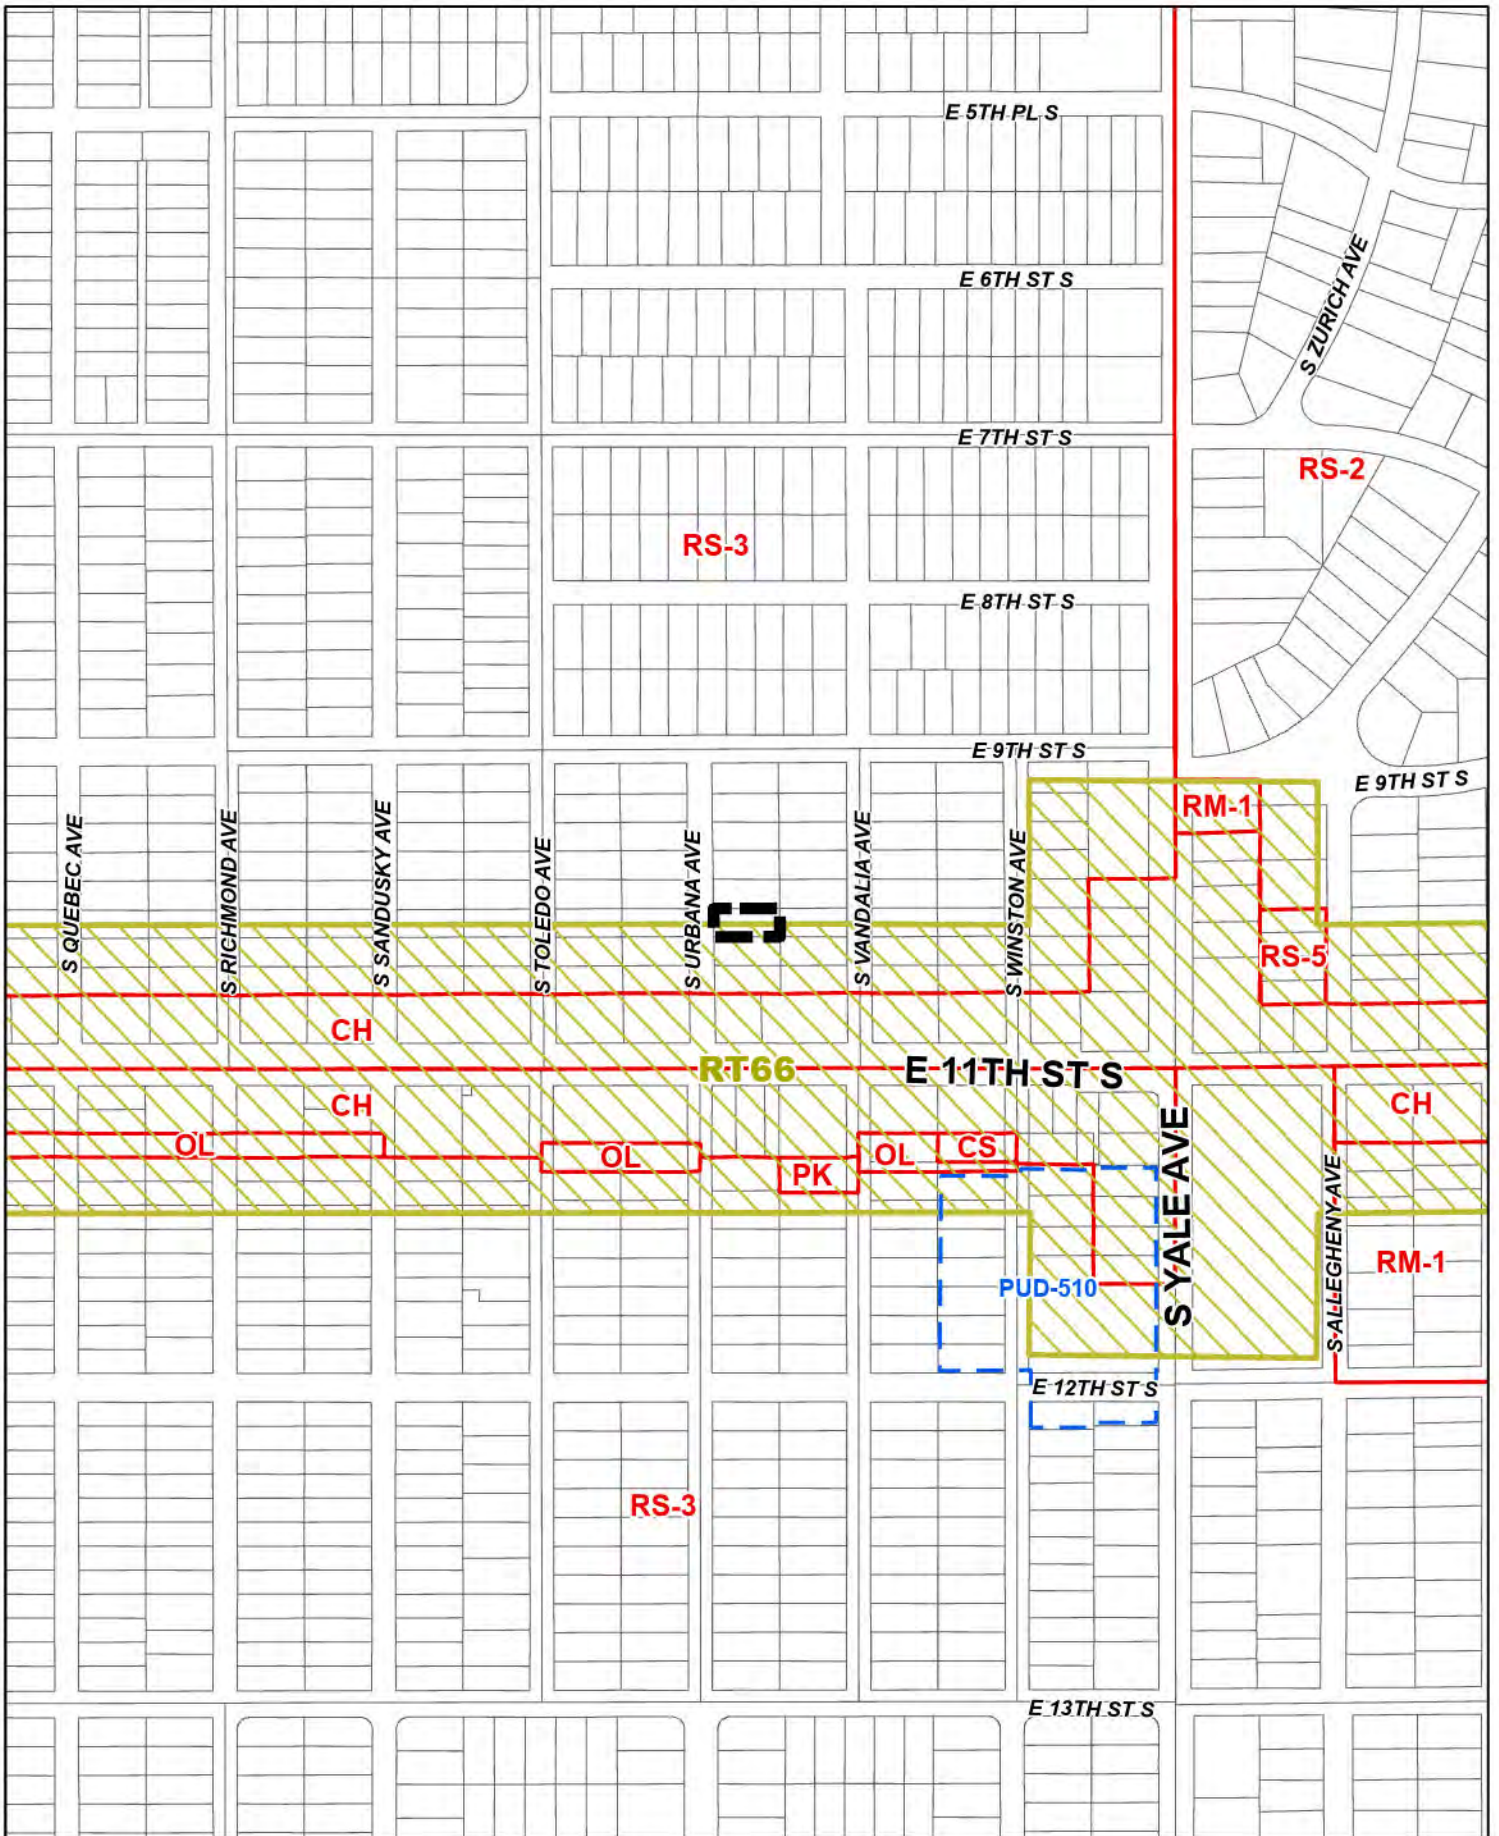 E 5TH PL S
E 6TH ST S
S ZURICH AVE
E 7TH ST S
RS-2
RS-3
E 8TH ST S
E 9TH ST S
E 9TH ST S
RM-1
S QUEBEC AVE
S RICHMOND AVE
S SANDUSKY AVE
S TOLEDO AVE
S URBANA AVE
S VANDALIA AVE
S WINSTON AVE
RS-5
CH
RT66
E 11TH ST S
CH
CH
OL
OL
OL
CS
PK
S YALE AVE
S ALLEGHENY AVE
RM-1
PUD-510
E 12TH ST S
RS-3
E 13TH ST S